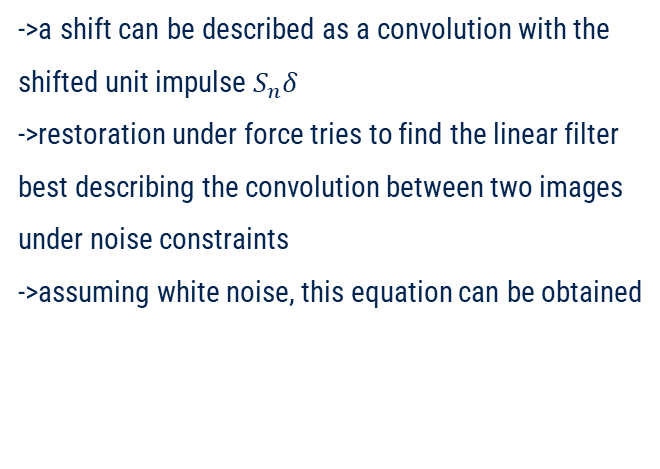 ->a shift can be described as a convolution with the
shifted unit impulse Sₙδ
->restoration under force tries to find the linear filter
best describing the convolution between two images
under noise constraints
->assuming white noise, this equation can be obtained